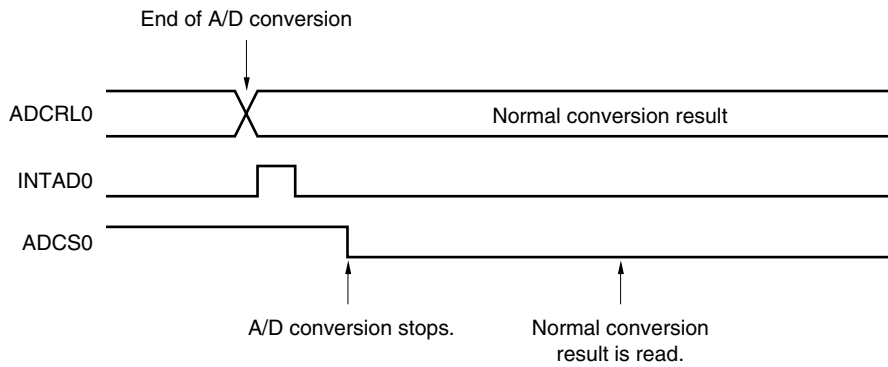 End of A/D conversion
ADCRL0
Normal conversion result
INTAD0
ADCS0
A/D conversion stops.
Normal conversion
result is read.